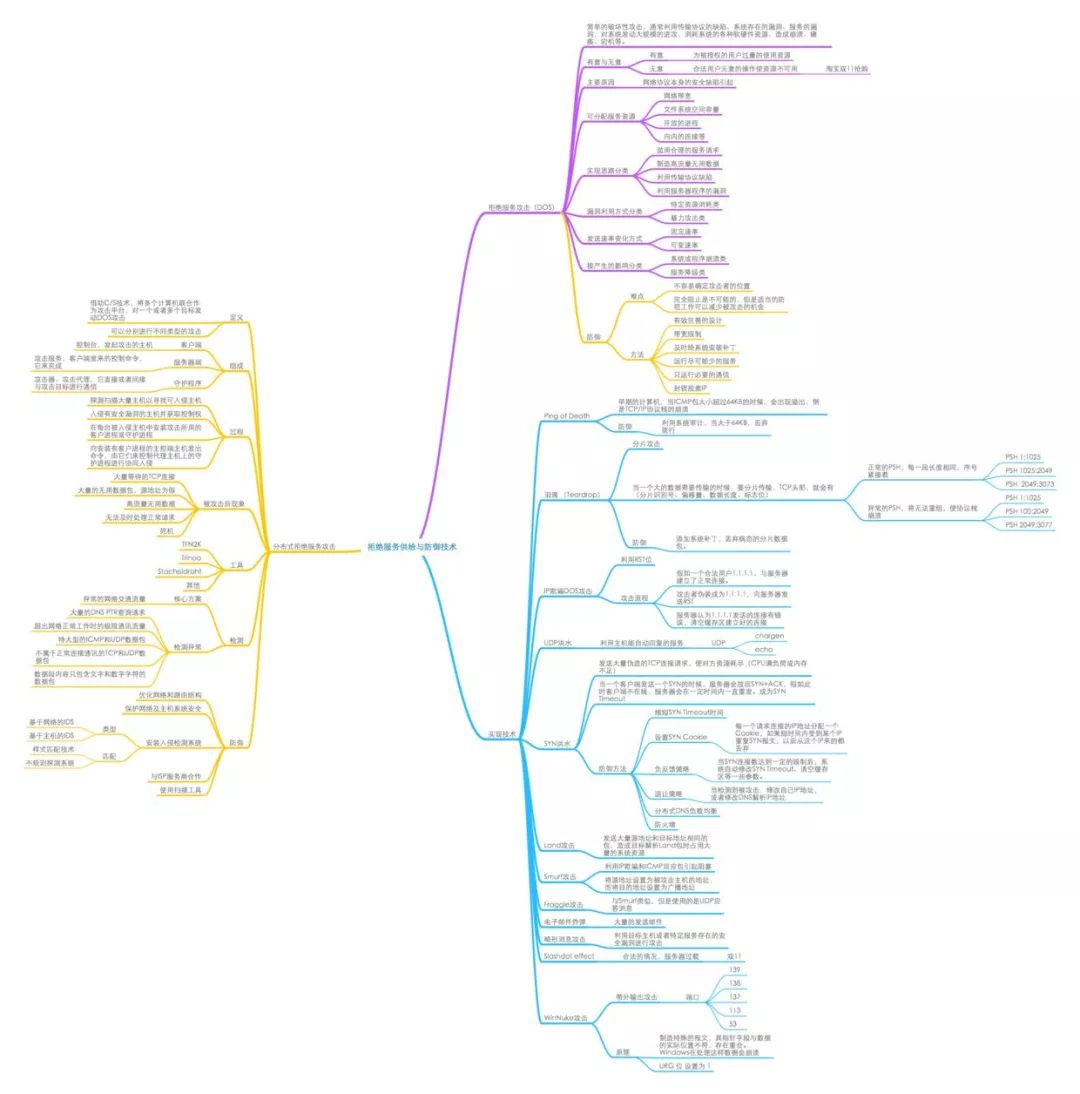 拒绝服务供给与防御技术
拒绝服务攻击（DOS）
简单的破坏性攻击，通常利用传输协议的缺陷、系统存在的漏洞、服务的漏
洞，对系统发动大规模的进攻，消耗系统的各种软硬件资源，造成崩溃、瘫
痪、宕机等。
有意与无意
有意
为被授权的用户过量的使用资源
无意
合法用户无意的操作使资源不可用
淘宝双11抢购
主要原因
网络协议本身的安全缺陷引起
可分配服务资源
网络带宽
文件系统空间容量
开放的进程
向内的连接等
实现思路分类
滥用合理的服务请求
制造高流量无用数据
利用传输协议缺陷
利用服务器程序的漏洞
漏洞利用方式分类
特定资源消耗类
暴力攻击类
发送速率变化方式
固定速率
可变速率
按产生的影响分类
系统或程序崩溃类
服务降级类
防御
难点
不容易确定攻击者的位置
完全阻止是不可能的，但是适当的防
范工作可以减少被攻击的机会
方法
有效完善的设计
带宽限制
及时给系统安装补丁
运行尽可能少的服务
只运行必要的通信
封锁敌意IP
实现技术
Ping of Death
早期的计算机，当ICMP包大小超过64KB的时候，会出现溢出，倒
是TCP/IP协议栈的崩溃
防御
利用系统审计，当大于64KB，丢弃
就行
泪滴（Teardrop）
分片攻击
当一个大的数据需要传输的时候，要分片传输，TCP头部，就会有
（分片识别号、偏移量、数据长度、标志位）
正常的PSH，每一段长度相同，序号
紧接着
PSH 1:1025
PSH 1025:2049
PSH  2049:3073
异常的PSH，将无法重组，使协议栈
崩溃
PSH 1:1025
PSH 100:2049
PSH 2049:3077
防御
添加系统补丁，丢弃病态的分片数据
包。
IP欺骗DOS攻击
利用RST位
攻击流程
假如一个合法用户1.1.1.1，与服务器
建立了正常连接。
攻击者伪装成为1.1.1.1，向服务器发
送RST
服务器认为1.1.1.1发送的连接有错
误，清空缓存区建立好的连接
UDP洪水
利用主机能自动回复的服务
UDP
chargen
echo
SYN洪水
发送大量伪造的TCP连接请求，使对方资源耗尽（CPU满负荷或内存
不足）
当一个客户端发送一个SYN的时候，服务器会放回SYN+ACK，假如此
时客户端不在线，服务器会在一定时间内一直重发。成为SYN
Timeout
防御方法
缩短SYN Timeout时间
设置SYN Cookie
每一个请求连接的IP地址分配一个
Cookie，如果短时间内受到某个IP
重复SYN报文，以后从这个IP来的都
丢弃
负反馈策略
当SYN连接数达到一定的限制后，系
统自动修改SYN Timeout、清空缓存
区等一些参数。
退让策略
当检测到被攻击，修改自己IP地址，
或者修改DNS解析IP地址
分布式DNS负载均衡
防火墙
Land攻击
发送大量源地址和目标地址相同的
包，造成目标解析Land包时占用大
量的系统资源
Smurf攻击
利用IP欺骗和ICMP回应包引起阻塞
将源地址设置为被攻击主机的地址，
而将目的地址设置为广播地址
Fraggle攻击
与Smurf类似，但是使用的是UDP应
答消息
电子邮件炸弹
大量的发送邮件
畸形消息攻击
利用目标主机或者特定服务存在的安
全漏洞进行攻击
Slashdot effect
合法的情况，服务器过载
双11
WinNuke攻击
带外输出攻击
端口
139
138
137
113
53
原理
制造特殊的报文，其指针字段与数据
的实际位置不符，存在重合。
Windows在处理这样数据会崩溃
URG 位 设置为 1
分布式拒绝服务攻击
定义
借助C/S技术，将多个计算机联合作
为攻击平台，对一个或者多个目标发
动DOS攻击
可以分别进行不同类型的攻击
组成
客户端
控制台，发起攻击的主机
服务器端
攻击服务，客户端发来的控制命令，
它来完成
守护程序
攻击器、攻击代理，它直接或者间接
与攻击目标进行通信
过程
探测扫描大量主机以寻找可入侵主机
入侵有安全漏洞的主机并获取控制权
在每台被入侵主机中安装攻击所用的
客户进程或守护进程
向安装有客户进程的主控端主机发出
命令，由它们来控制代理主机上的守
护进程进行协同入侵
被攻击时现象
大量等待的TCP连接
大量的无用数据包，源地址为假
高流量无用数据
无法及时处理正常请求
死机
工具
TFN2K
Trinoo
Stacheldraht
其他
检测
核心方案
异常的网络交通流量
检测异常
大量的DNS PTR查询请求
超出网络正常工作时的极限通讯流量
特大型的ICMP和UDP数据包
不属于正常连接通讯的TCP和UDP数
据包
数据段内容只包含文字和数字字符的
数据包
防御
优化网络和路由结构
保护网络及主机系统安全
安装入侵检测系统
类型
基于网络的IDS
基于主机的IDS
匹配
样式匹配技术
不规则探测系统
与ISP服务商合作
使用扫描工具